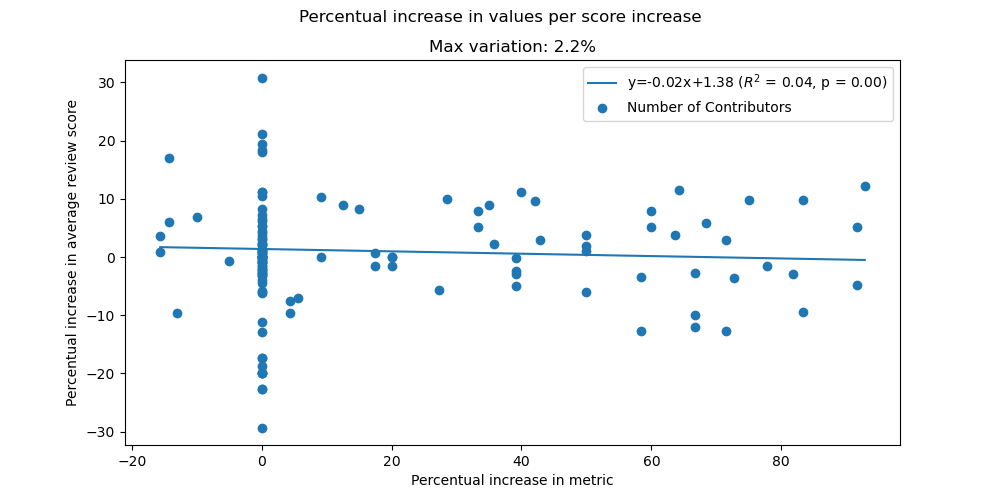 Percentual increase in values per score increase
Max variation: 2.2%
y=-0.02x+1.38 (R² = 0.04, p = 0.00)
Number of Contributors
Percentual increase in average review score
30
20
10
0
−10
−20
−30
−20
0
20
40
60
80
Percentual increase in metric